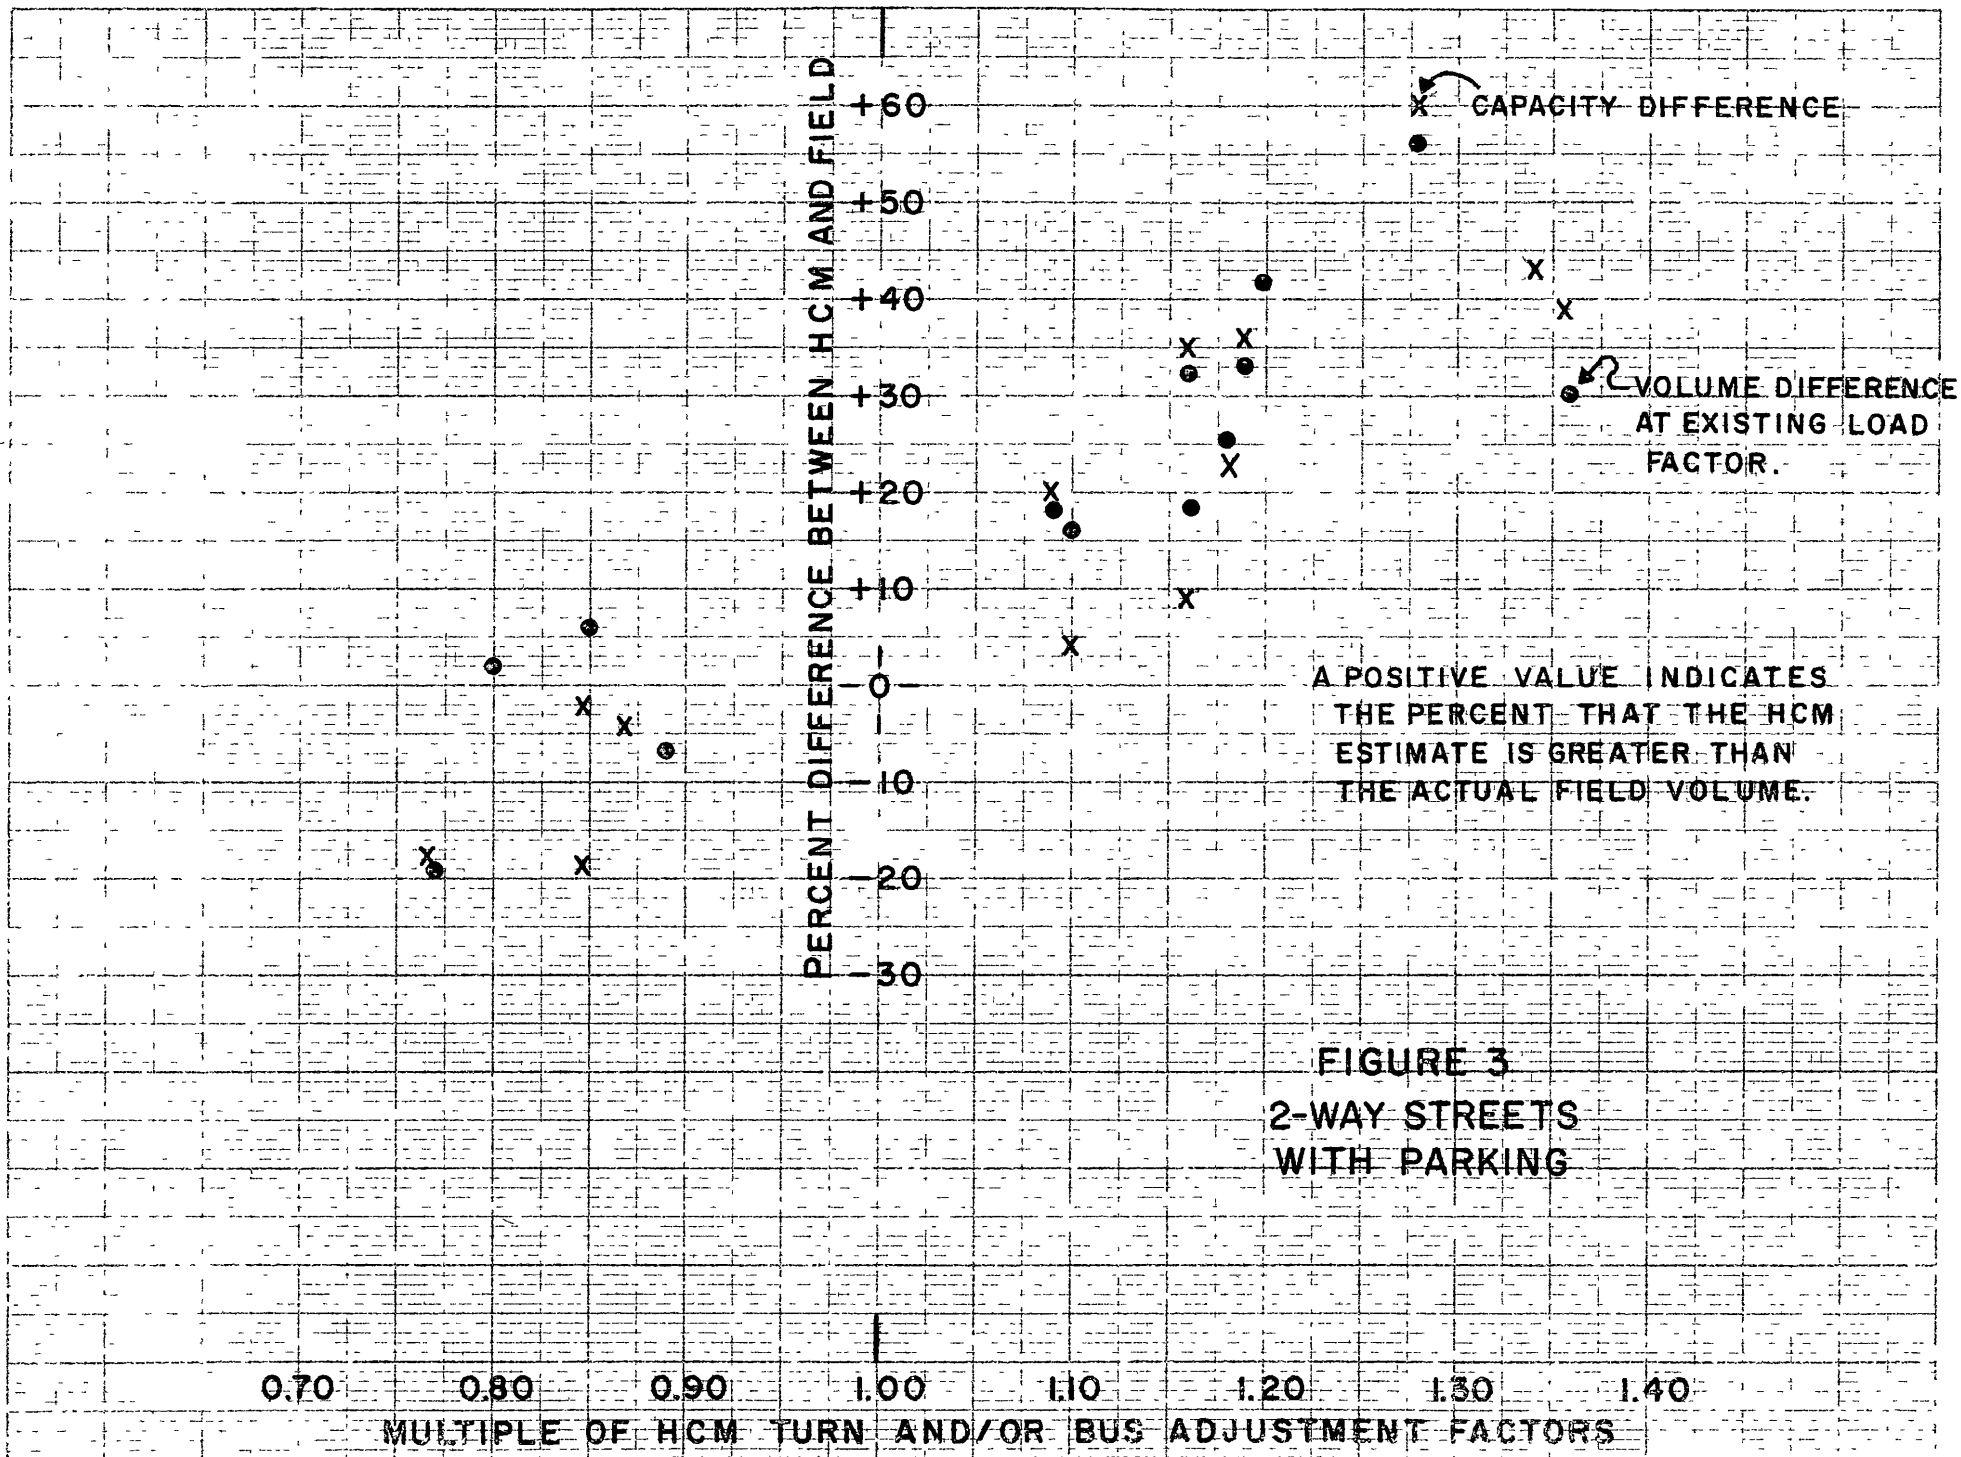 PERCENT DIFFERENCE BETWEEN HCM AND FIELD
+60
+50
+40
+30
+20
+10
0
-10
-20
-30
X CAPACITY DIFFERENCE
VOLUME DIFFERENCE
AT EXISTING LOAD
FACTOR.
A POSITIVE VALUE INDICATES
THE PERCENT THAT THE HCM
ESTIMATE IS GREATER THAN
THE ACTUAL FIELD VOLUME.
FIGURE 3
2-WAY STREETS
WITH PARKING
0.70 0.80 0.90 1.00 1.10 1.20 1.30 1.40
MULTIPLE OF HCM TURN AND/OR BUS ADJUSTMENT FACTORS